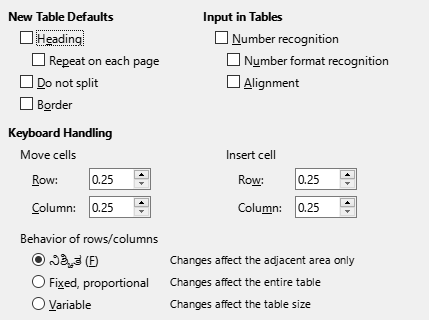 New Table Defaults
Input in Tables
Heading
Number recognition
Repeat on each page
Number format recognition
Do not split
Alignment
Border
Keyboard Handling
Move cells
Insert cell
Row: 0.25
Row: 0.25
Column: 0.25
Column: 0.25
Behavior of rows/columns
ನಿಶ್ಚಿತ (F)
Changes affect the adjacent area only
Fixed, proportional
Changes affect the entire table
Variable
Changes affect the table size